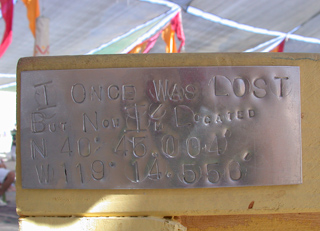 I ONCE WAS LOST
BUT NOW I'M LOCATED
N 40° 45.004'
W 119° 14.550'